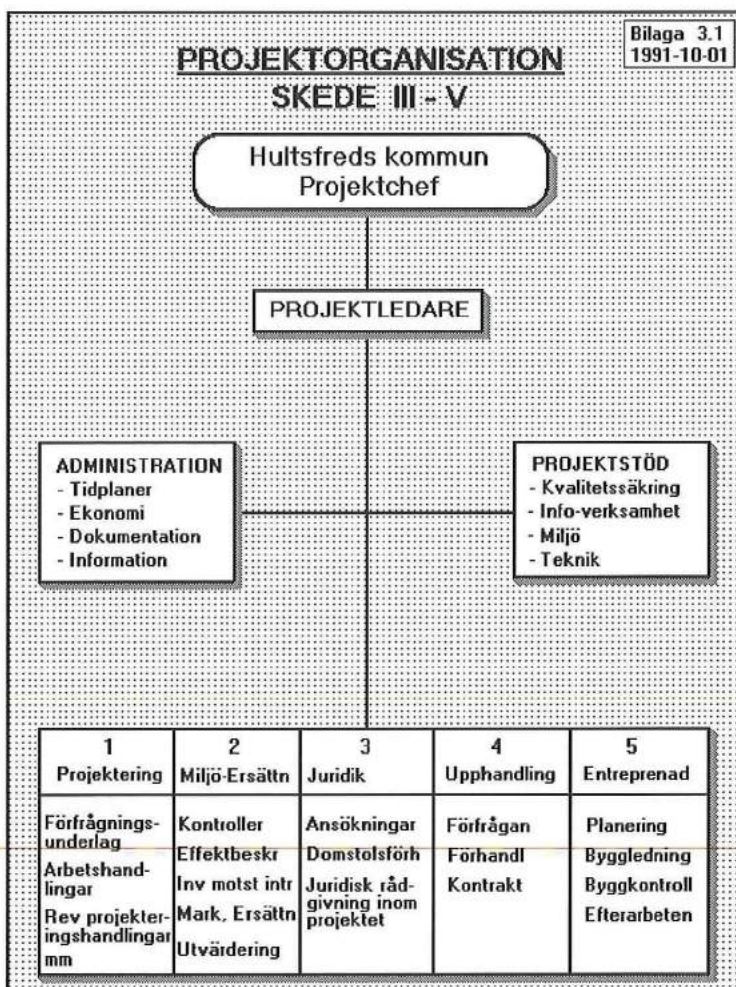 Bilaga 3.1
1991-10-01
PROJEKTORGANISATION
SKEDE III - V
Hultsfreds kommun
Projektchef
PROJEKTLEDARE
ADMINISTRATION
- Tidplaner
- Ekonomi
- Dokumentation
- Information
PROJEKTSTÖD
- Kvalitetssäkring
- Info-verksamhet
- Miljö
- Teknik
1
Projektering
Förfrågnings-
underlag
Arbetshand-
lingar
Rev projekter-
ingshandlingar
mm
2
Miljö-Ersättn
Kontroller
Effektbeskr
Inv motst intr
Mark, Ersättn
Utvärdering
3
Juridik
Ansökningar
Domstolsförh
Juridisk råd-
givning inom
projektet
4
Upphandling
Förfrågan
Förhandl
Kontrakt
5
Entreprenad
Planering
Byggledning
Byggkontroll
Efterarbeten